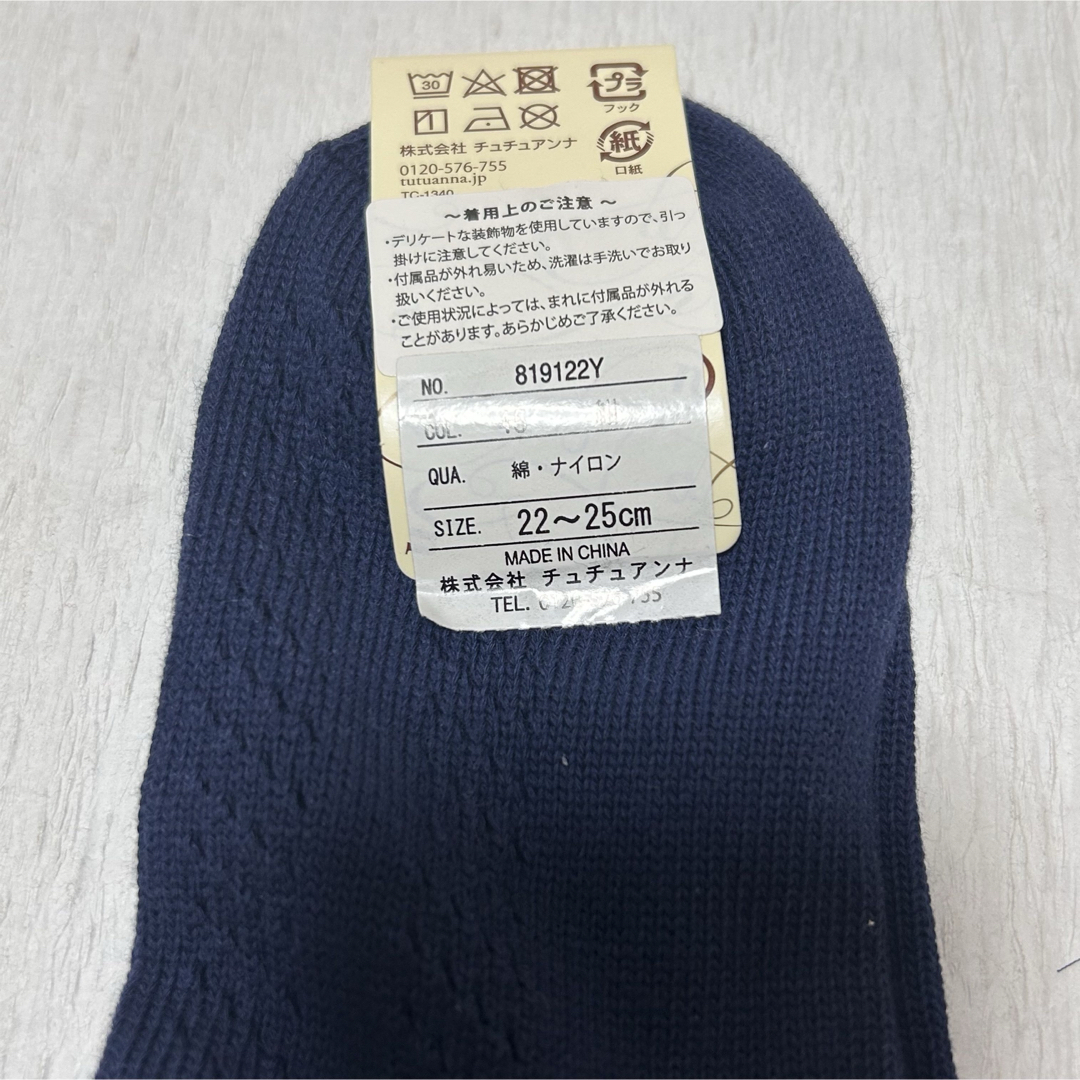 30
プラ
フック
株式会社 チュチュアンナ
0120-576-755
tutuanna.jp
TC-1340
紙
口紙
～着用上のご注意～
・デリケートな装飾物を使用していますので、引っ
掛けに注意してください。
・付属品が外れ易いため、洗濯は手洗いでお取り
扱いください。
・ご使用状況によっては、まれに付属品が外れる
ことがあります。あらかじめご了承ください。
NO. 819122Y
COL.
QUA. 綿・ナイロン
SIZE. 22～25cm
MADE IN CHINA
株式会社 チュチュアンナ
TEL.